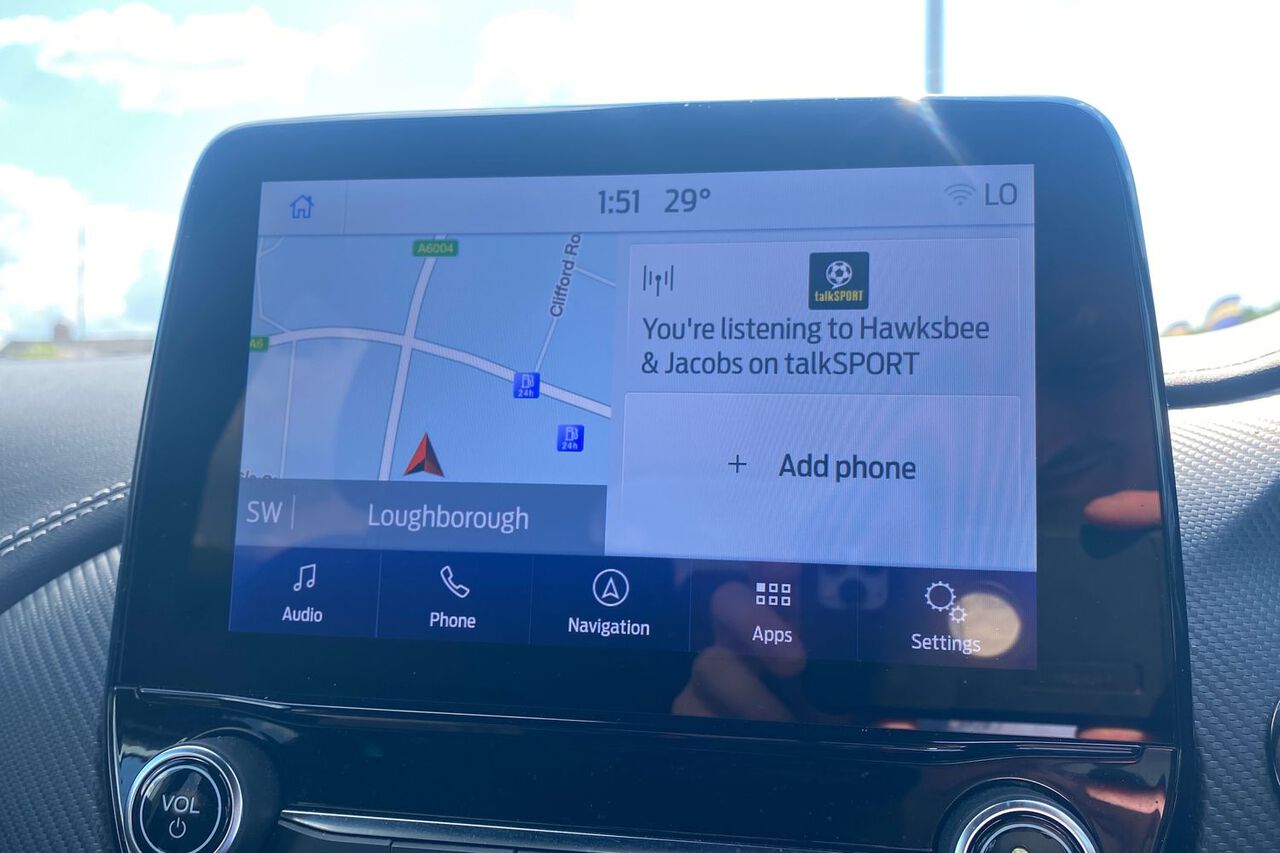 1:51 29° LO
A6004
Clifford Ro
A6
24h
24h
talkSPORT
You're listening to Hawksbee
& Jacobs on talkSPORT
+ Add phone
SW Loughborough
Audio
Phone
Navigation
Apps
Settings
VOL